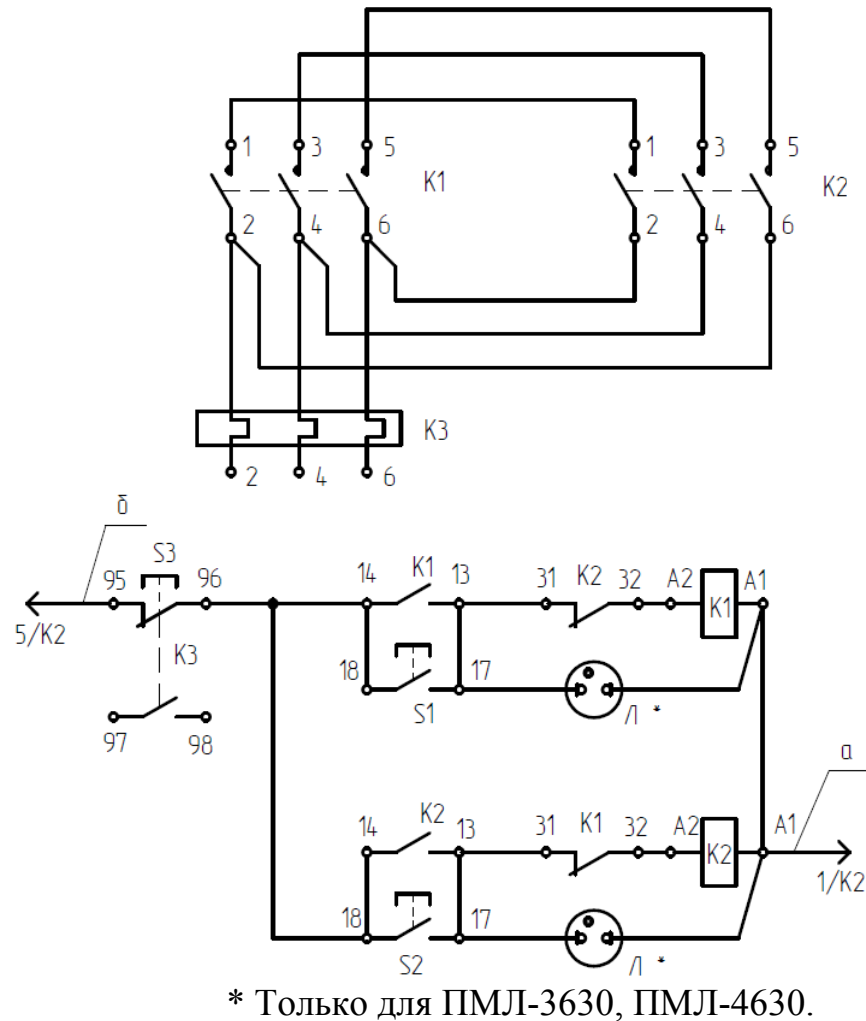 1 3 5 K1 1 3 5 K2
2 4 6 2 4 6
K3
2 4 6
δ
S3
95 96
5/K2
K3
97 98
14 K1 13 31 K2 32 A2 K1 A1
18 S1 17 Л *
a
14 K2 13 31 K1 32 A2 K2 A1
1/K2
18 S2 17 Л *
* Только для ПМЛ-3630, ПМЛ-4630.